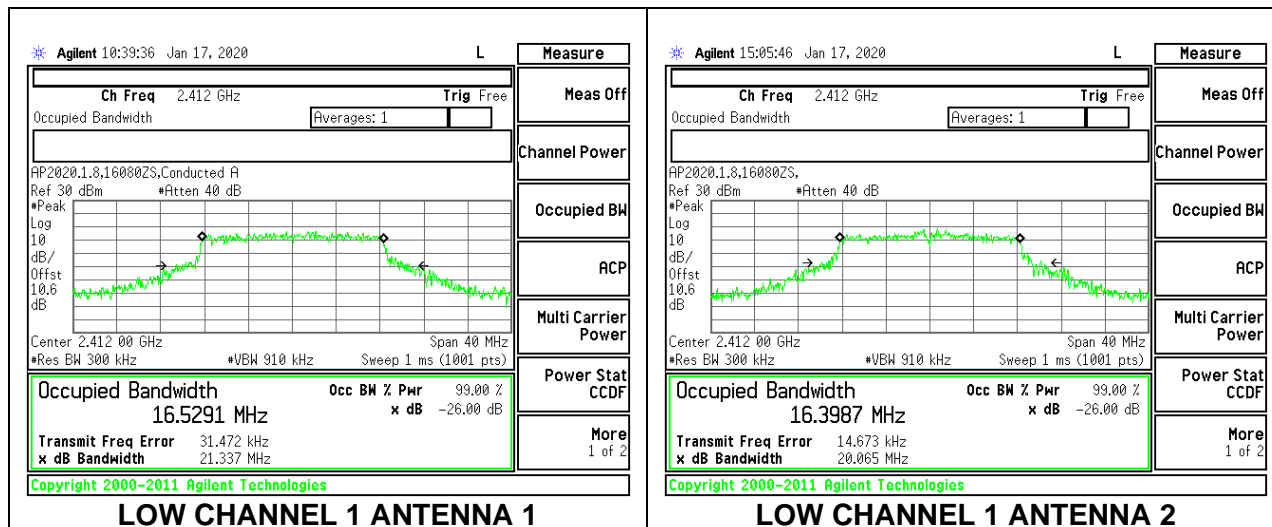 Agilent 10:39:36 Jan 17, 2020 L
Measure
Ch Freq 2.412 GHz Trig Free
Occupied Bandwidth Averages: 1
AP2020.1.8,16080ZS,Conducted A
Ref 30 dBm #Atten 40 dB
#Peak
Log
10
dB/
Offst
10.6
dB
Center 2.412 00 GHz Span 40 MHz
#Res BW 300 kHz #VBW 910 kHz Sweep 1 ms (1001 pts)
Occupied Bandwidth Occ BW % Pwr 99.00 %
16.5291 MHz x dB -26.00 dB
Transmit Freq Error 31.472 kHz
x dB Bandwidth 21.337 MHz
Copyright 2000-2011 Agilent Technologies
Meas Off
Channel Power
Occupied BW
ACP
Multi Carrier
Power
Power Stat
CCDF
More
1 of 2
LOW CHANNEL 1 ANTENNA 1
Agilent 15:05:46 Jan 17, 2020 L
Measure
Ch Freq 2.412 GHz Trig Free
Occupied Bandwidth Averages: 1
AP2020.1.8,16080ZS,
Ref 30 dBm #Atten 40 dB
#Peak
Log
10
dB/
Offst
10.6
dB
Center 2.412 00 GHz Span 40 MHz
#Res BW 300 kHz #VBW 910 kHz Sweep 1 ms (1001 pts)
Occupied Bandwidth Occ BW % Pwr 99.00 %
16.3987 MHz x dB -26.00 dB
Transmit Freq Error 14.673 kHz
x dB Bandwidth 20.065 MHz
Copyright 2000-2011 Agilent Technologies
Meas Off
Channel Power
Occupied BW
ACP
Multi Carrier
Power
Power Stat
CCDF
More
1 of 2
LOW CHANNEL 1 ANTENNA 2